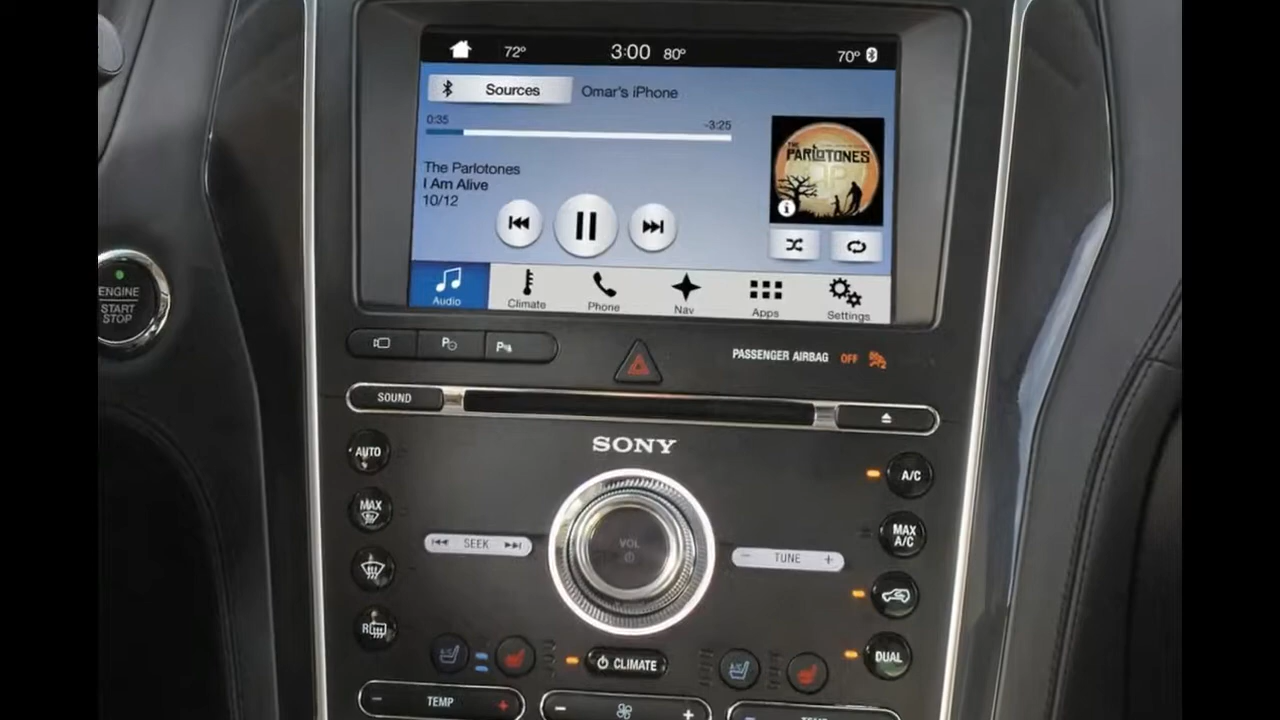 72° 3:00 80° 70°
Sources Omar's iPhone
0:35 -3:25
The Parlotones
I Am Alive
10/12
THE
PARLOTONES
i
Audio Climate Phone Nav Apps Settings
ENGINE
START
STOP
P P
PASSENGER AIRBAG OFF
SOUND
SONY
AUTO
A/C
MAX
MAX
A/C
SEEK
VOL
- TUNE +
R
DUAL
A/C
CLIMATE
A/C
- TEMP +
- +
TEMP